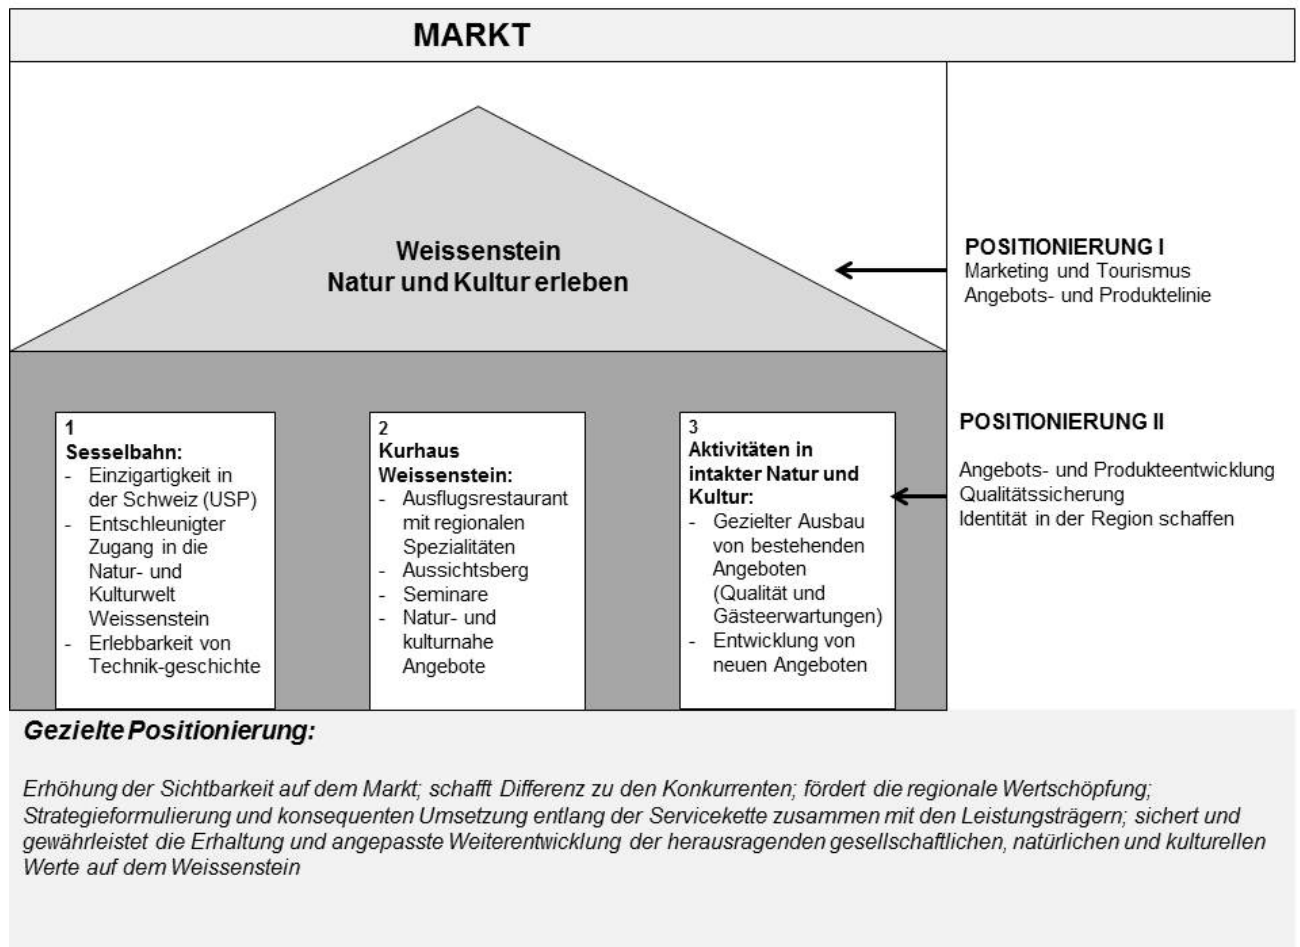 MARKT
Weissenstein
Natur und Kultur erleben
POSITIONIERUNG I
Marketing und Tourismus
Angebots- und Produktelinie
1
Sesselbahn:
- Einzigartigkeit in
der Schweiz (USP)
- Entschleunigter
Zugang in die
Natur- und
Kulturwelt
Weissenstein
- Erlebbarkeit von
Technik-geschichte
2
Kurhaus
Weissenstein:
- Ausflugsrestaurant
mit regionalen
Spezialitäten
- Aussichtsberg
- Seminare
- Natur- und
kulturnahe
Angebote
3
Aktivitäten in
intakter Natur und
Kultur:
- Gezielter Ausbau
von bestehenden
Angeboten
(Qualität und
Gästeerwartungen)
- Entwicklung von
neuen Angeboten
POSITIONIERUNG II
Angebots- und Produkteentwicklung
Qualitätssicherung
Identität in der Region schaffen
Gezielte Positionierung:
Erhöhung der Sichtbarkeit auf dem Markt; schafft Differenz zu den Konkurrenten; fördert die regionale Wertschöpfung;
Strategieformulierung und konsequenten Umsetzung entlang der Servicekette zusammen mit den Leistungsträgern; sichert und
gewährleistet die Erhaltung und angepasste Weiterentwicklung der herausragenden gesellschaftlichen, natürlichen und kulturellen
Werte auf dem Weissenstein